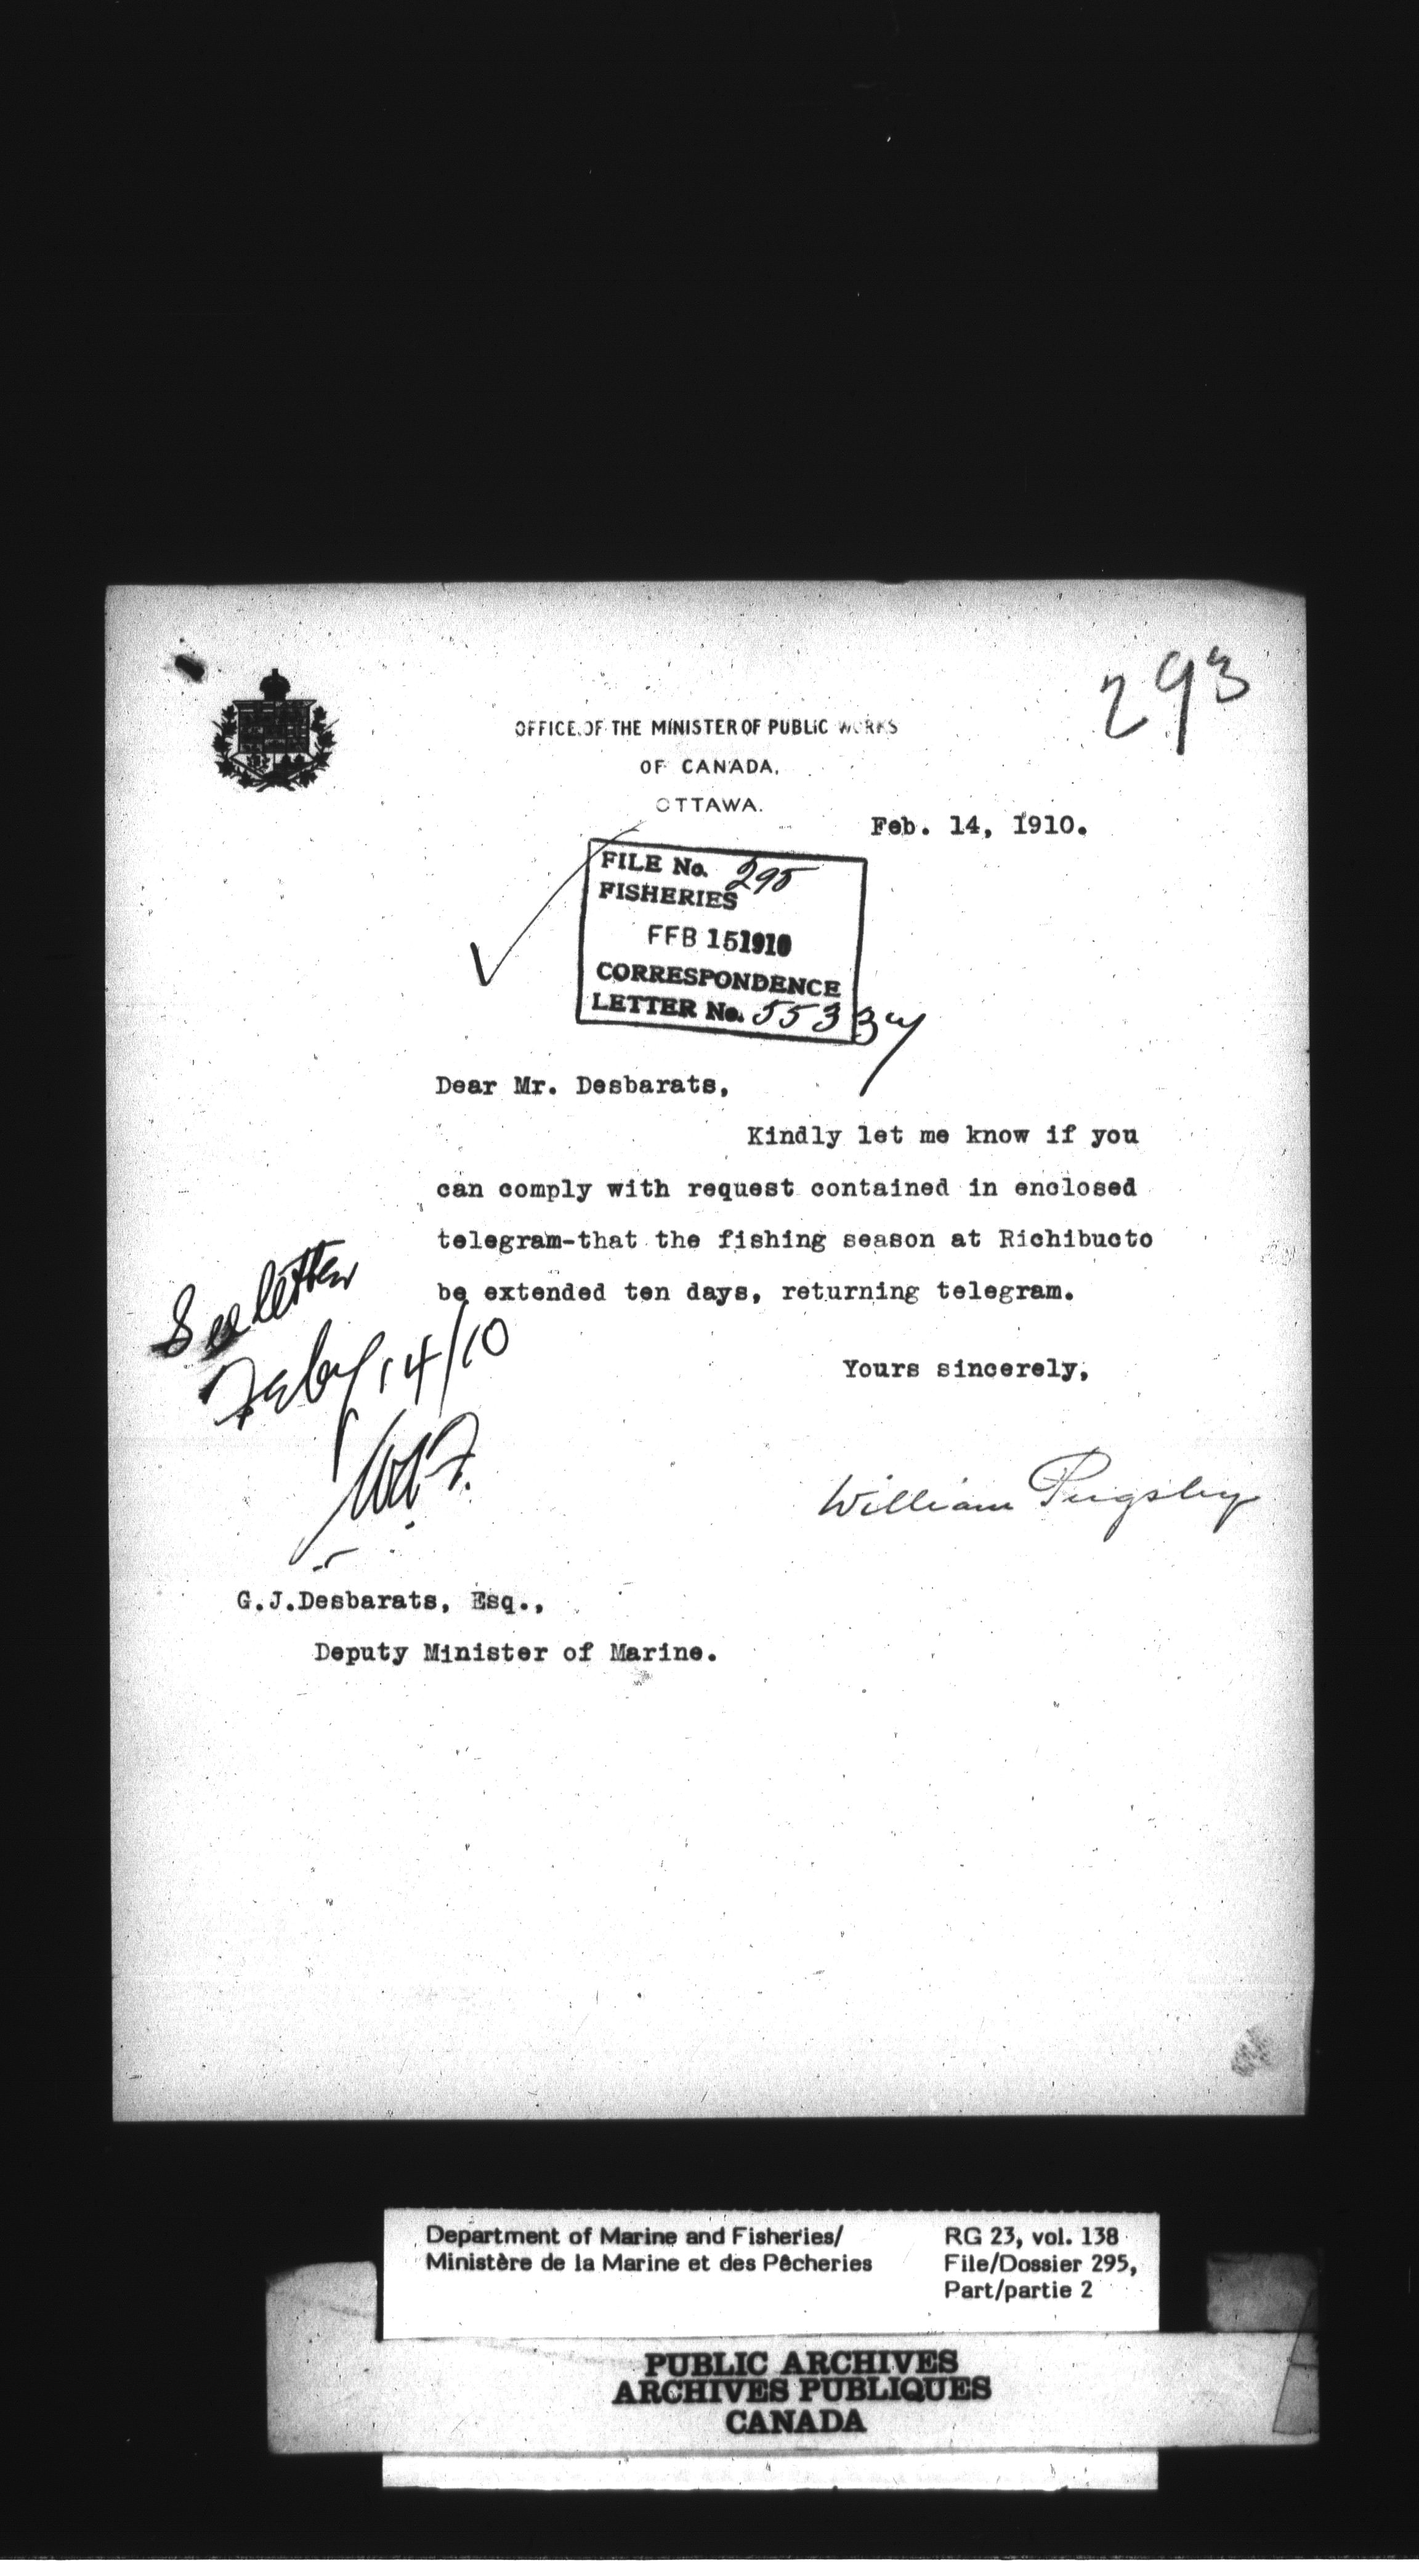 293
OFFICE OF THE MINISTER OF PUBLIC WORKS
OF CANADA.
OTTAWA.
Feb. 14, 1910.
FILE No. 295
FISHERIES
FEB 15 1910
CORRESPONDENCE
LETTER No. 55334
Dear Mr. Desbarats,
Kindly let me know if you
can comply with request contained in enclosed
telegram-that the fishing season at Richibucto
be extended ten days, returning telegram.
See letter
Feby 14/10
Yours sincerely,
William Pugsley
G.J.Desbarats, Esq.,
Deputy Minister of Marine.
Department of Marine and Fisheries/
Ministère de la Marine et des Pêcheries
RG 23, vol. 138
File/Dossier 295,
Part/partie 2
PUBLIC ARCHIVES
ARCHIVES PUBLIQUES
CANADA